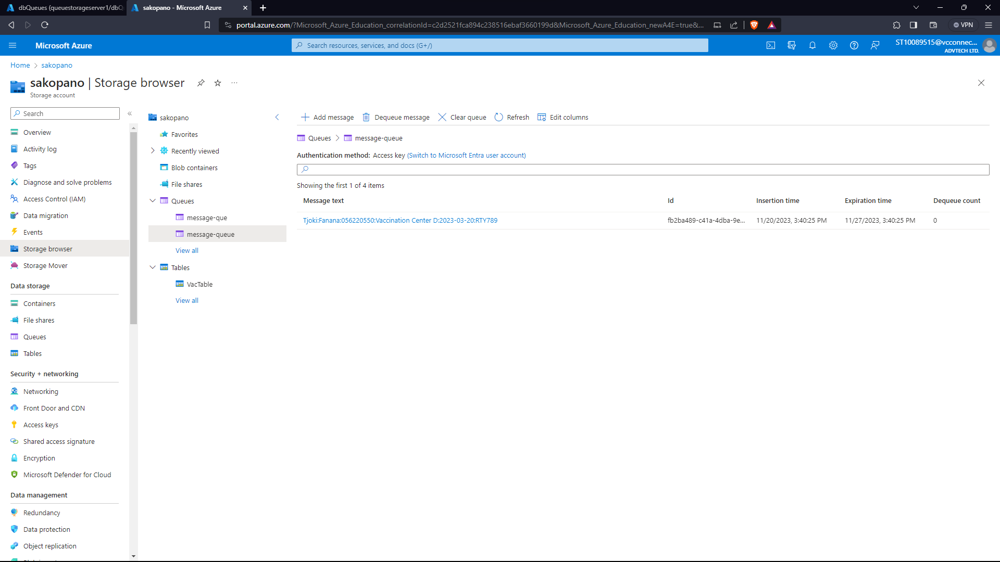 dbQueues (queuestorageserver1/dbQ
sakopano - Microsoft Azure
portal.azure.com/?Microsoft_Azure_Education_correlationId=c2d2521fca894c238516ebaf3660199d&Microsoft_Azure_Education_newA4E=true&...
VPN
Microsoft Azure
Search resources, services, and docs (G+/)
ST10089515@vcconnec...
ADVTECH LTD.
Home > sakopano
sakopano | Storage browser
Storage account
Search
Overview
Activity log
Tags
Diagnose and solve problems
Access Control (IAM)
Data migration
Events
Storage browser
Storage Mover
Data storage
Containers
File shares
Queues
Tables
Security + networking
Networking
Front Door and CDN
Access keys
Shared access signature
Encryption
Microsoft Defender for Cloud
Data management
Redundancy
Data protection
Object replication
sakopano
Favorites
Recently viewed
Blob containers
File shares
Queues
message-que
message-queue
View all
Tables
VacTable
View all
Add message Dequeue message Clear queue Refresh Edit columns
Queues > message-queue
Authentication method: Access key (Switch to Microsoft Entra user account)
Showing the first 1 of 4 items
Message text Id Insertion time Expiration time Dequeue count
Tjoki:Fanana:056220550:Vaccination Center D:2023-03-20:RTY789 fb2ba489-c41a-4dba-9e... 11/20/2023, 3:40:25 PM 11/27/2023, 3:40:25 PM 0